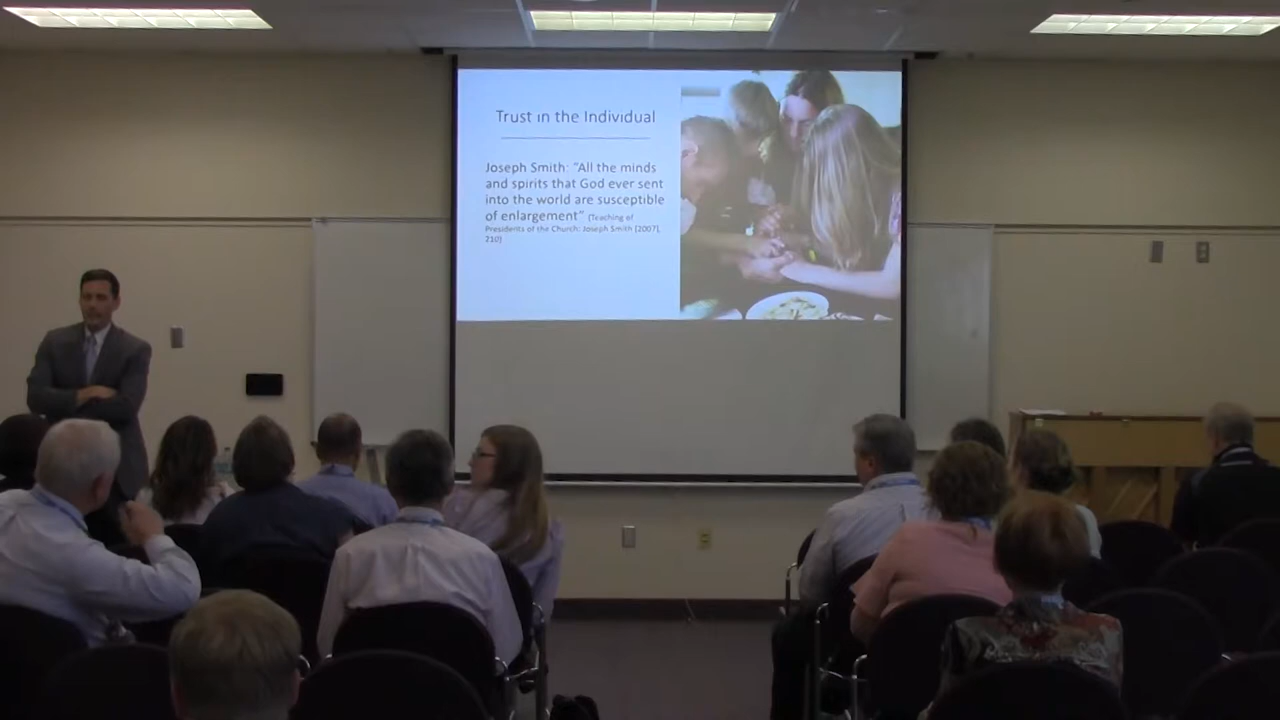 Trust in the Individual
Joseph Smith: "All the minds
and spirits that God ever sent
into the world are susceptible
of enlargement" (Teaching of
Presidents of the Church: Joseph Smith [2007],
210)